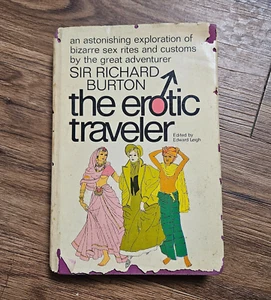 an astonishing exploration of
bizarre sex rites and customs
by the great adventurer
SIR RICHARD
BURTON
the erotic
traveler
Edited by
Edward Leigh